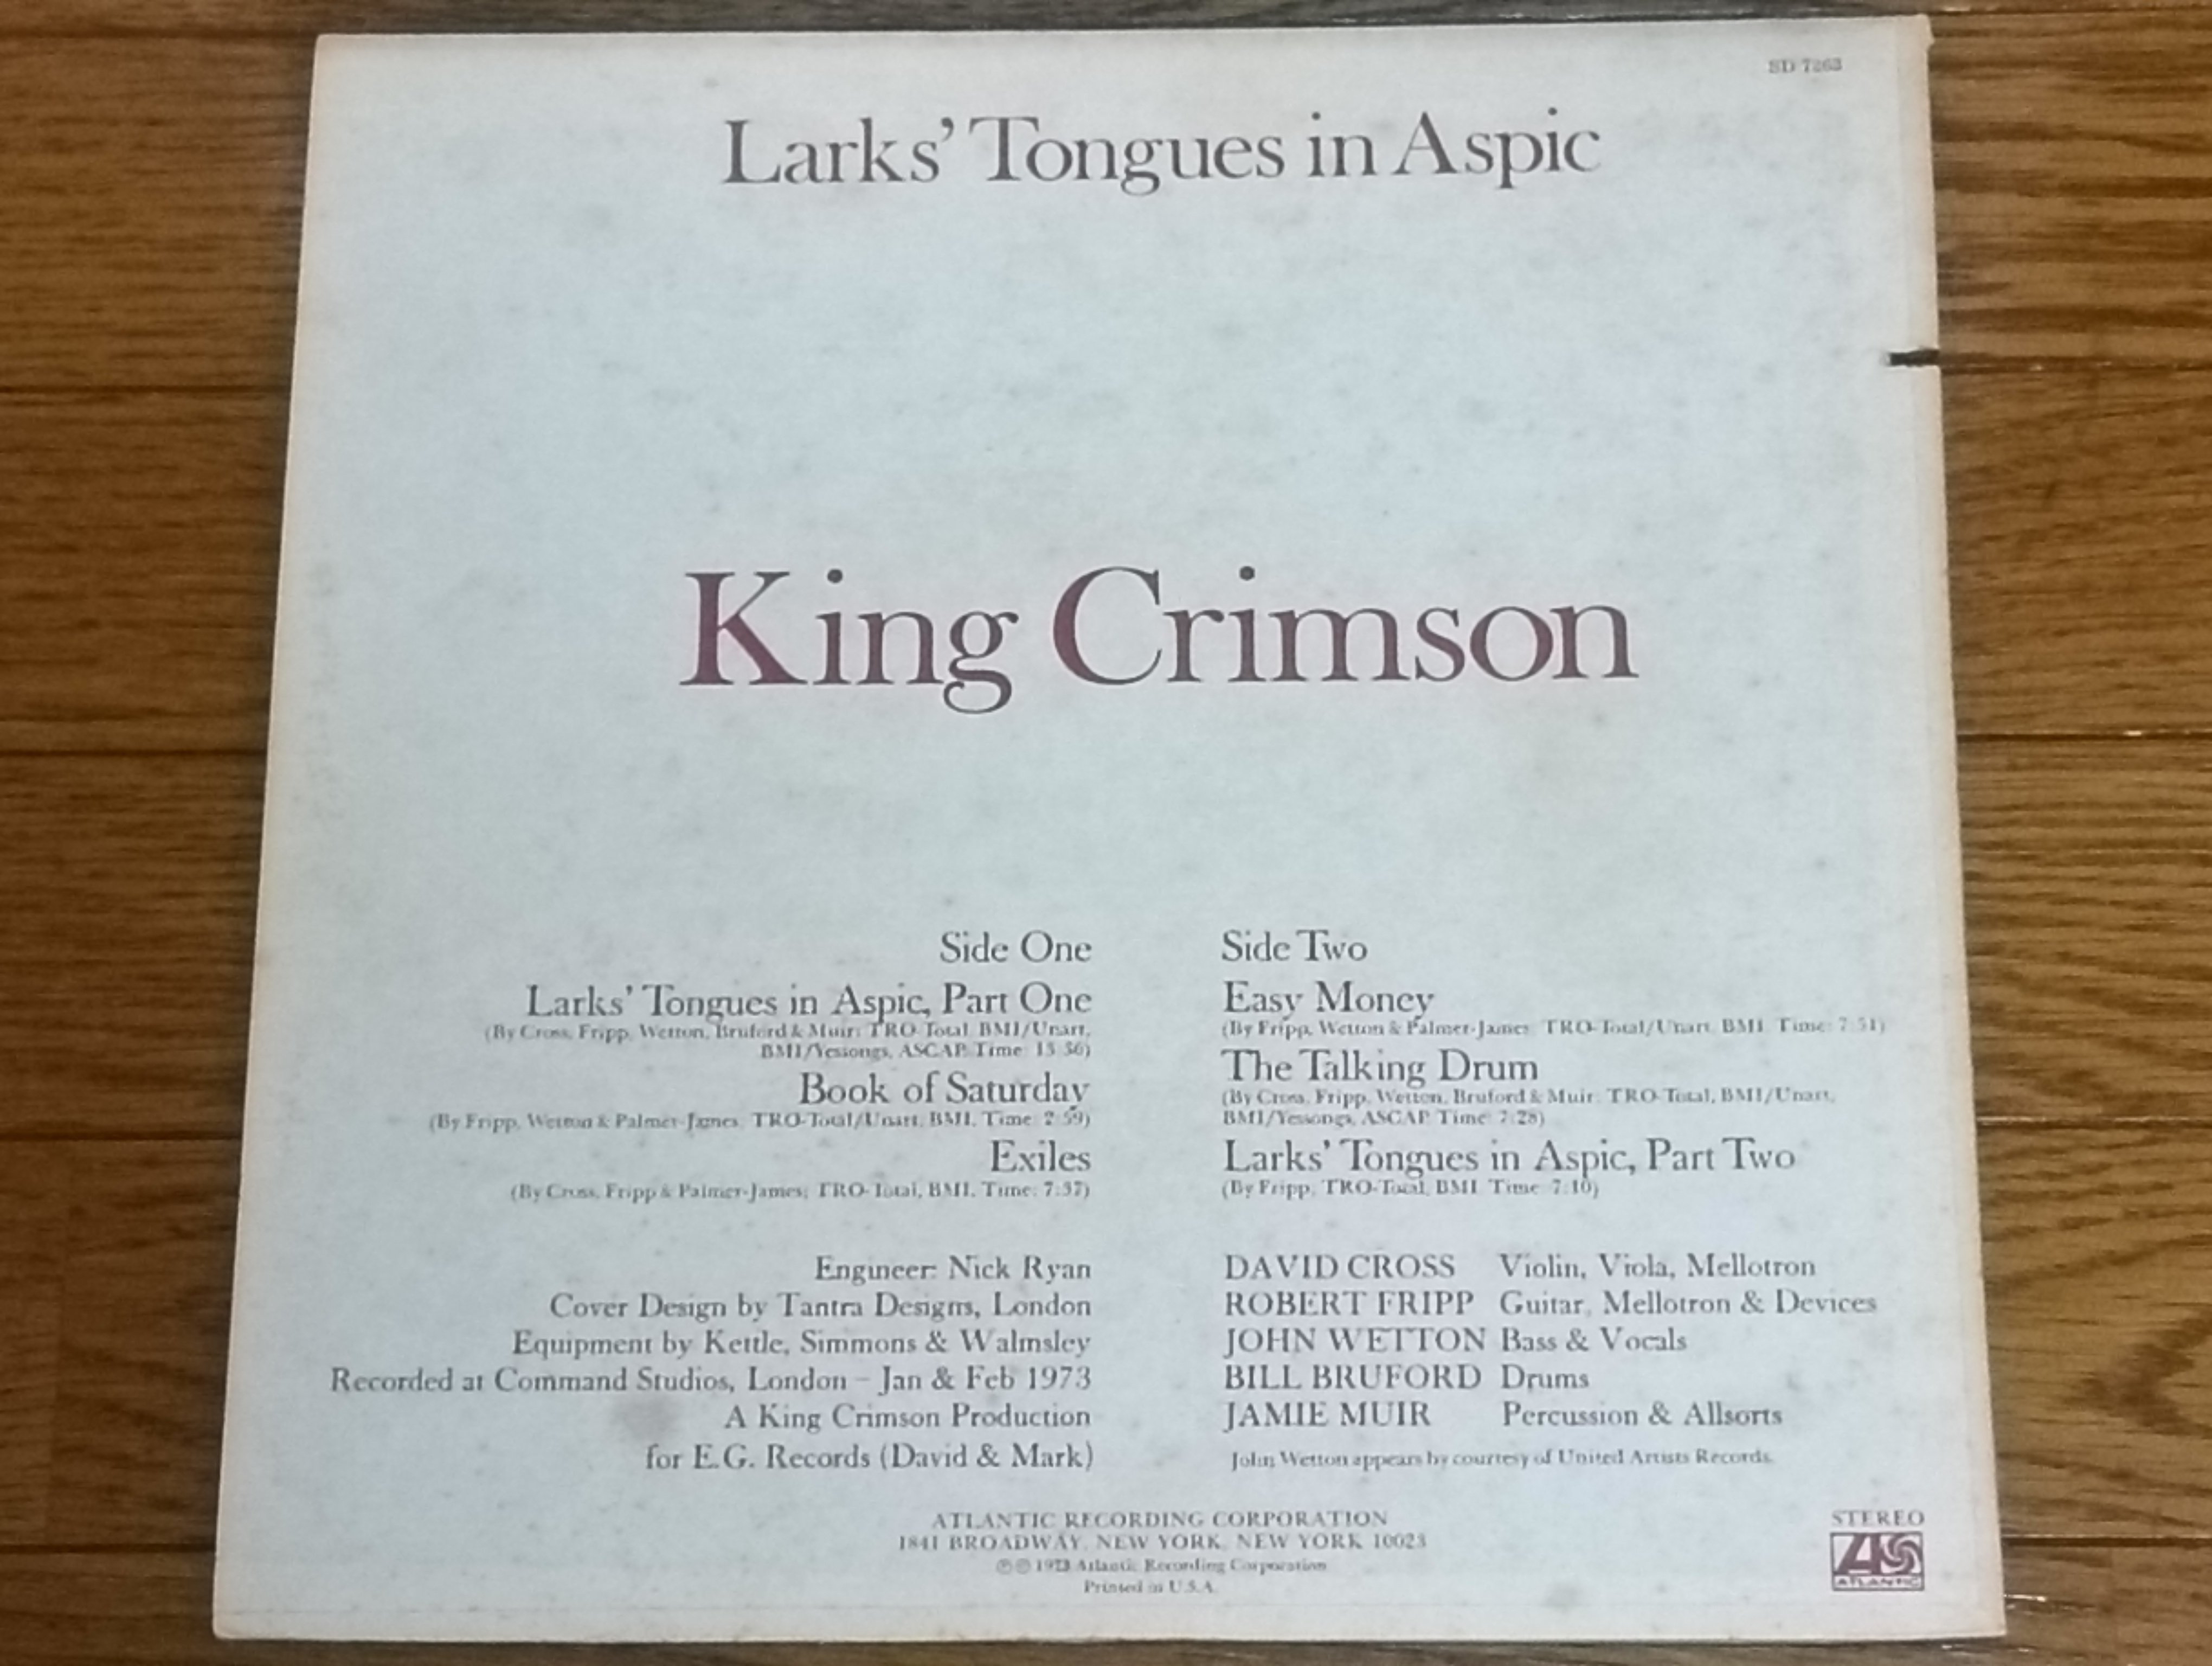 SD 7263
Larks' Tongues in Aspic
King Crimson
Side One
Larks' Tongues in Aspic, Part One
(By Cross, Fripp, Wetton, Bruford & Muir; TRO-Total, BMI/Unart,
BMI/Yessongs, ASCAP. Time: 13:36)
Book of Saturday
(By Fripp, Wetton & Palmer-James; TRO-Total/Unart, BMI. Time: 2:59)
Exiles
(By Cross, Fripp & Palmer-James; TRO-Total, BMI. Time: 7:37)
Side Two
Easy Money
(By Fripp, Wetton & Palmer-James; TRO-Total/Unart, BMI. Time: 7:51)
The Talking Drum
(By Cross, Fripp, Wetton, Bruford & Muir; TRO-Total, BMI/Unart,
BMI/Yessongs, ASCAP. Time: 7:28)
Larks' Tongues in Aspic, Part Two
(By Fripp; TRO-Total, BMI. Time: 7:10)
Engineer: Nick Ryan
Cover Design by Tantra Designs, London
Equipment by Kettle, Simmons & Walmsley
Recorded at Command Studios, London – Jan & Feb 1973
A King Crimson Production
for E.G. Records (David & Mark)
DAVID CROSS Violin, Viola, Mellotron
ROBERT FRIPP Guitar, Mellotron & Devices
JOHN WETTON Bass & Vocals
BILL BRUFORD Drums
JAMIE MUIR Percussion & Allsorts
John Wetton appears by courtesy of United Artists Records.
ATLANTIC RECORDING CORPORATION
1841 BROADWAY, NEW YORK, NEW YORK 10023
℗ © 1973 Atlantic Recording Corporation
Printed in U.S.A.
STEREO
ATLANTIC